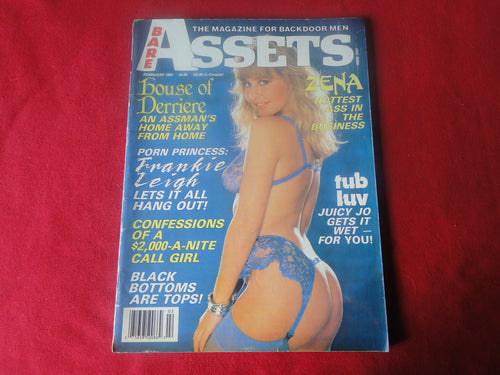 THE MAGAZINE FOR BACKDOOR MEN
BARE
ASSETS
FEBRUARY 1991
House of
Derriere
AN ASSMAN'S
HOME AWAY
FROM HOME
ZENA
HOTTEST
ASS IN
THE
BUSINESS
PORN PRINCESS:
Frankie
Leigh
LETS IT ALL
HANG OUT!
tub
luv
JUICY JO
GETS IT
WET –
FOR YOU!
CONFESSIONS
OF A
$2,000-A-NITE
CALL GIRL
BLACK
BOTTOMS
ARE TOPS!
02